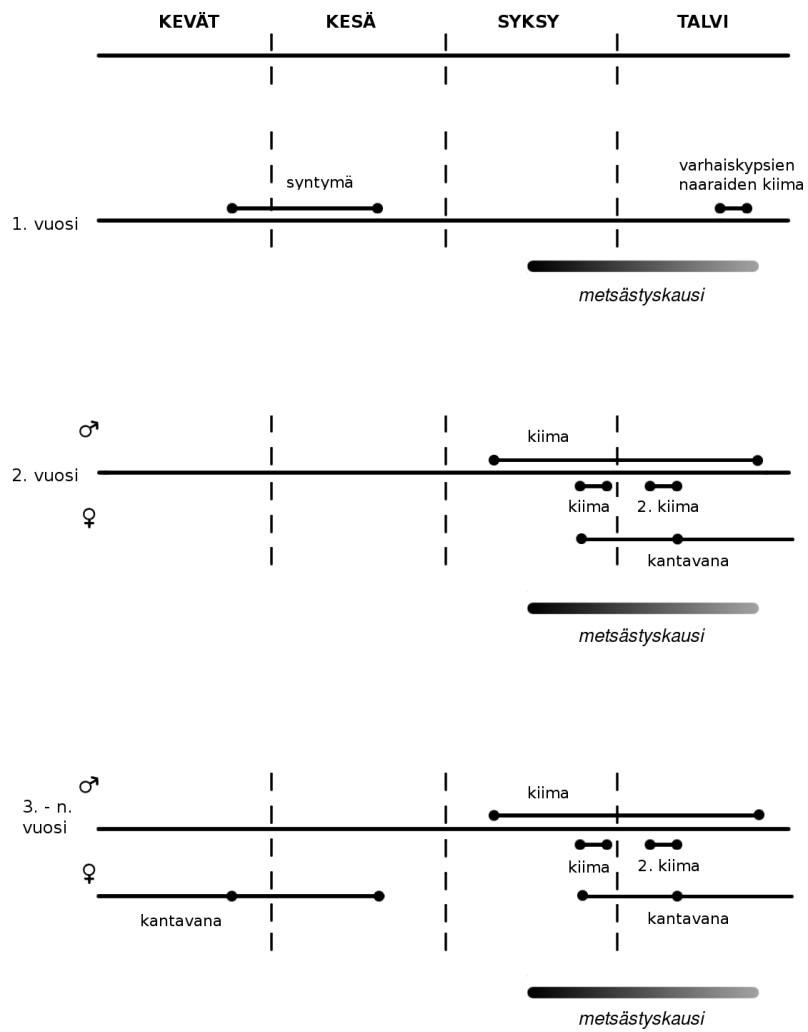 KEVÄT KESÄ SYKSY TALVI
syntymä
varhaiskypsien
naaraiden kiima
1. vuosi
metsästyskausi
♂
kiima
2. vuosi
kiima 2. kiima
♀
kantavana
metsästyskausi
♂
kiima
3. - n.
vuosi
kiima 2. kiima
♀
kantavana kantavana
metsästyskausi